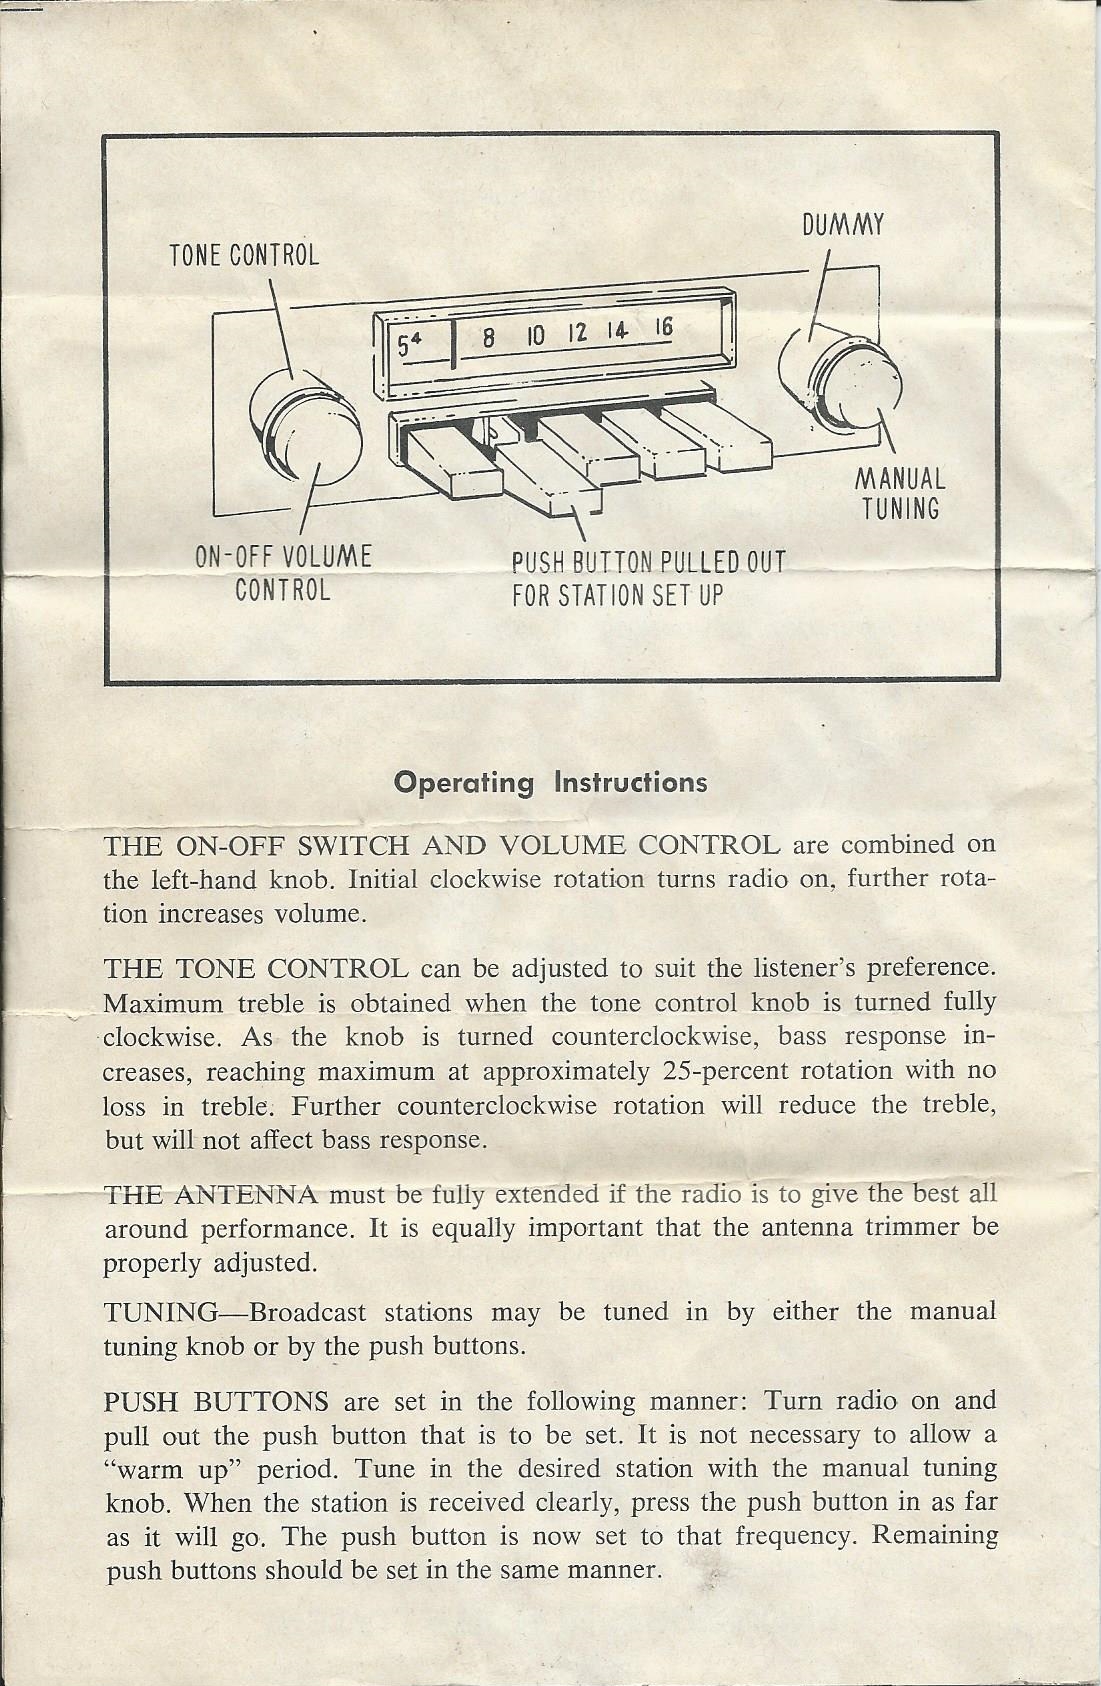 DUMMY
TONE CONTROL
54 8 10 12 14 16
MANUAL
TUNING
ON-OFF VOLUME
CONTROL
PUSH BUTTON PULLED OUT
FOR STATION SET UP
Operating Instructions
THE ON-OFF SWITCH AND VOLUME CONTROL are combined on
the left-hand knob. Initial clockwise rotation turns radio on, further rota-
tion increases volume.
THE TONE CONTROL can be adjusted to suit the listener's preference.
Maximum treble is obtained when the tone control knob is turned fully
clockwise. As the knob is turned counterclockwise, bass response in-
creases, reaching maximum at approximately 25-percent rotation with no
loss in treble. Further counterclockwise rotation will reduce the treble,
but will not affect bass response.
THE ANTENNA must be fully extended if the radio is to give the best all
around performance. It is equally important that the antenna trimmer be
properly adjusted.
TUNING—Broadcast stations may be tuned in by either the manual
tuning knob or by the push buttons.
PUSH BUTTONS are set in the following manner: Turn radio on and
pull out the push button that is to be set. It is not necessary to allow a
“warm up” period. Tune in the desired station with the manual tuning
knob. When the station is received clearly, press the push button in as far
as it will go. The push button is now set to that frequency. Remaining
push buttons should be set in the same manner.